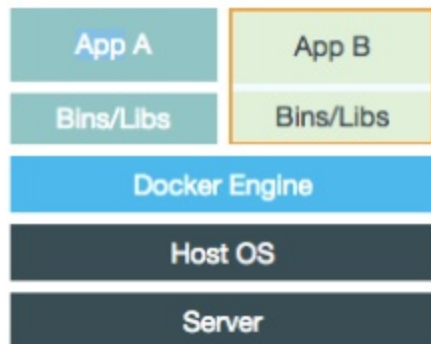 App A
App B
Bins/Libs
Bins/Libs
Docker Engine
Host OS
Server